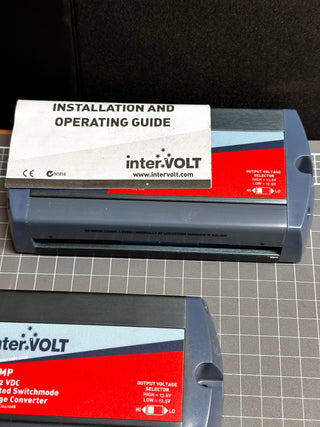 INSTALLATION AND
OPERATING GUIDE
inter.VOLT
www.intervolt.com
CE
N1818
OUTPUT VOLTAGE
SELECTOR
HIGH = 13.6V
LOW = 12.5V
HI
LO
inter.VOLT
MP
2 VDC
ted Switchmode
ge Converter
OUTPUT VOLTAGE
SELECTOR
HIGH = 13.6V
LOW = 12.5V
HI
LO